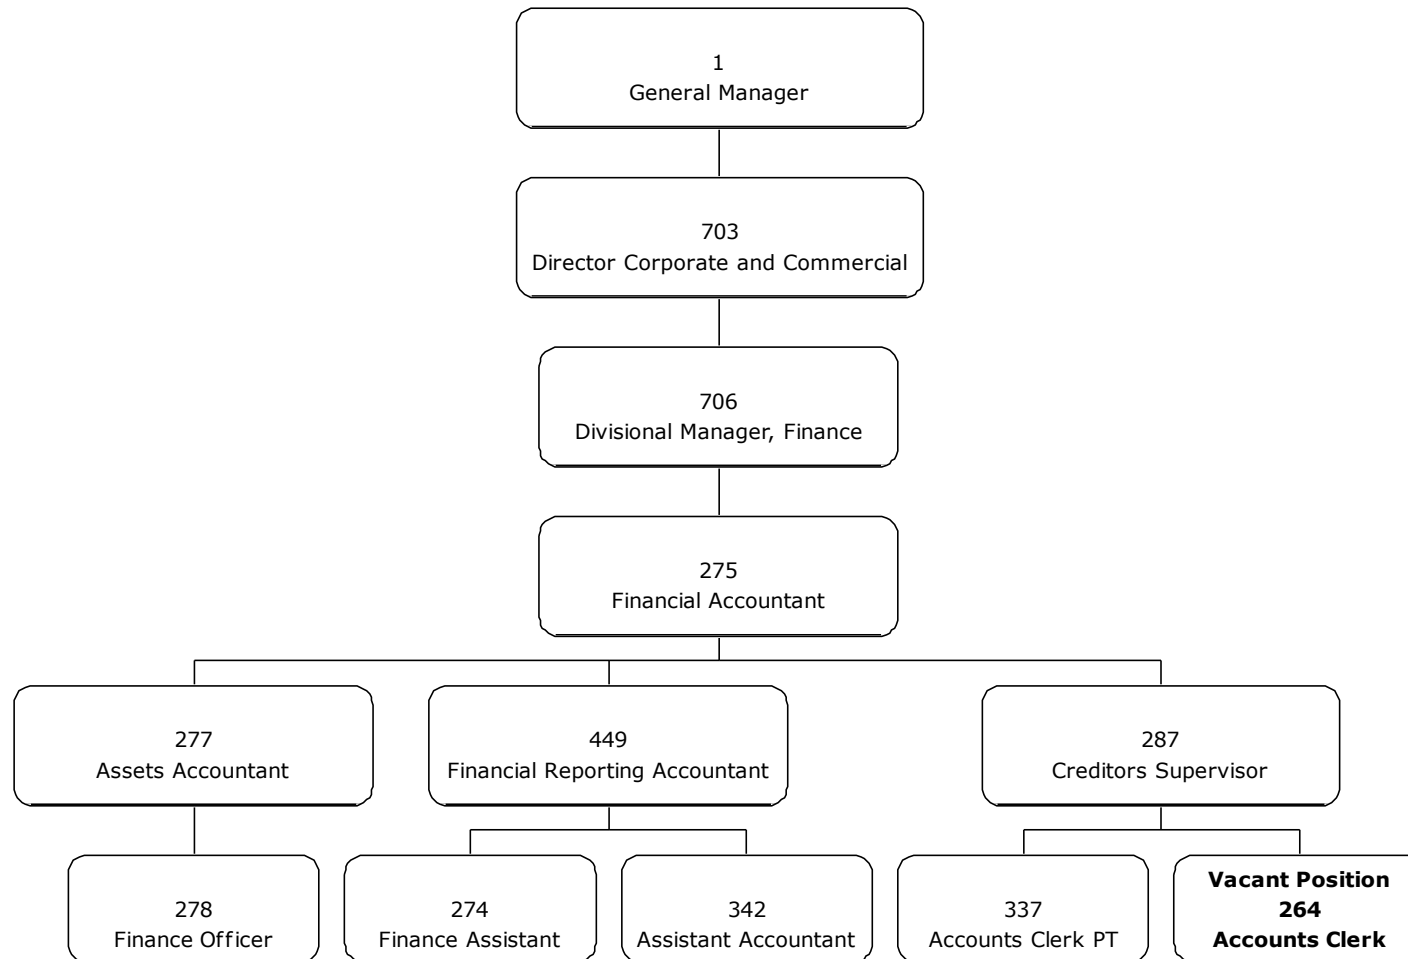 1
General Manager
703
Director Corporate and Commercial
706
Divisional Manager, Finance
275
Financial Accountant
277
Assets Accountant
449
Financial Reporting Accountant
287
Creditors Supervisor
278
Finance Officer
274
Finance Assistant
342
Assistant Accountant
337
Accounts Clerk PT
Vacant Position
264
Accounts Clerk